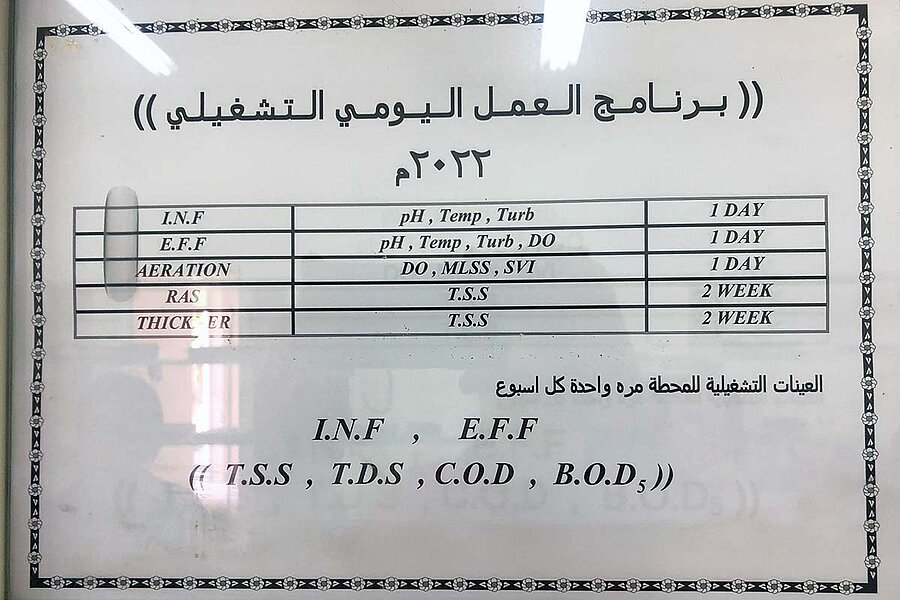 (( برنامج العمل اليومي التشغيلي ))
٢٠٢٢م
I.N.F pH , Temp , Turb 1 DAY
E.F.F pH , Temp , Turb , DO 1 DAY
AERATION DO , MLSS , SVI 1 DAY
RAS T.S.S 2 WEEK
T.S.S 2 WEEK
العينات التشغيلية للمحطة مره واحدة كل اسبوع
I.N.F , E.F.F
(( T.S.S , T.D.S , C.O.D , B.O.D5 ))